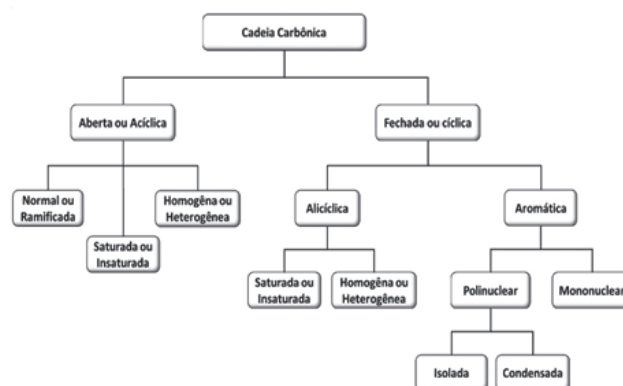 Cadeia Carbônica
Aberta ou Acíclica
Fechada ou cíclica
Normal ou
Ramificada
Homogêna ou
Heterogênea
Saturada ou
Insaturada
Alicíclica
Aromática
Saturada ou
Insaturada
Homogêna ou
Heterogênea
Polinuclear
Mononuclear
Isolada
Condensada